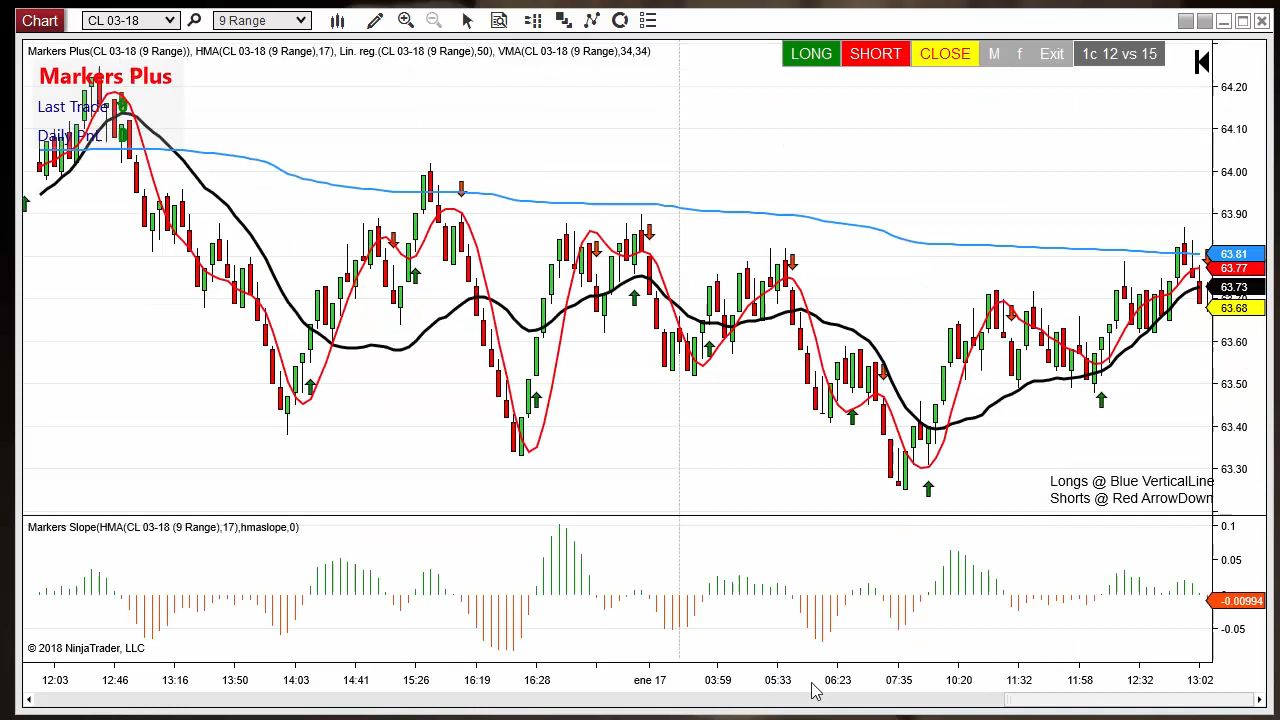 Chart CL 03-18 9 Range
Markers Plus(CL 03-18 (9 Range)), HMA(CL 03-18 (9 Range),17), Lin. reg.(CL 03-18 (9 Range),50), VMA(CL 03-18 (9 Range),34,34)
LONG SHORT CLOSE M f Exit 1c 12 vs 15
Markers Plus
Last Trade
Daily PnL
64.20
64.10
64.00
63.90
63.81
63.77
63.73
63.68
63.60
63.50
63.40
63.30
Longs @ Blue VerticalLine
Shorts @ Red ArrowDown
Markers Slope(HMA(CL 03-18 (9 Range),17),hmaslope,0)
0.1
0.05
-0.00994
-0.05
© 2018 NinjaTrader, LLC
12:03 12:46 13:16 13:50 14:03 14:41 15:26 16:19 16:28 ene 17 03:59 05:33 06:23 07:35 10:20 11:32 11:58 12:32 13:02